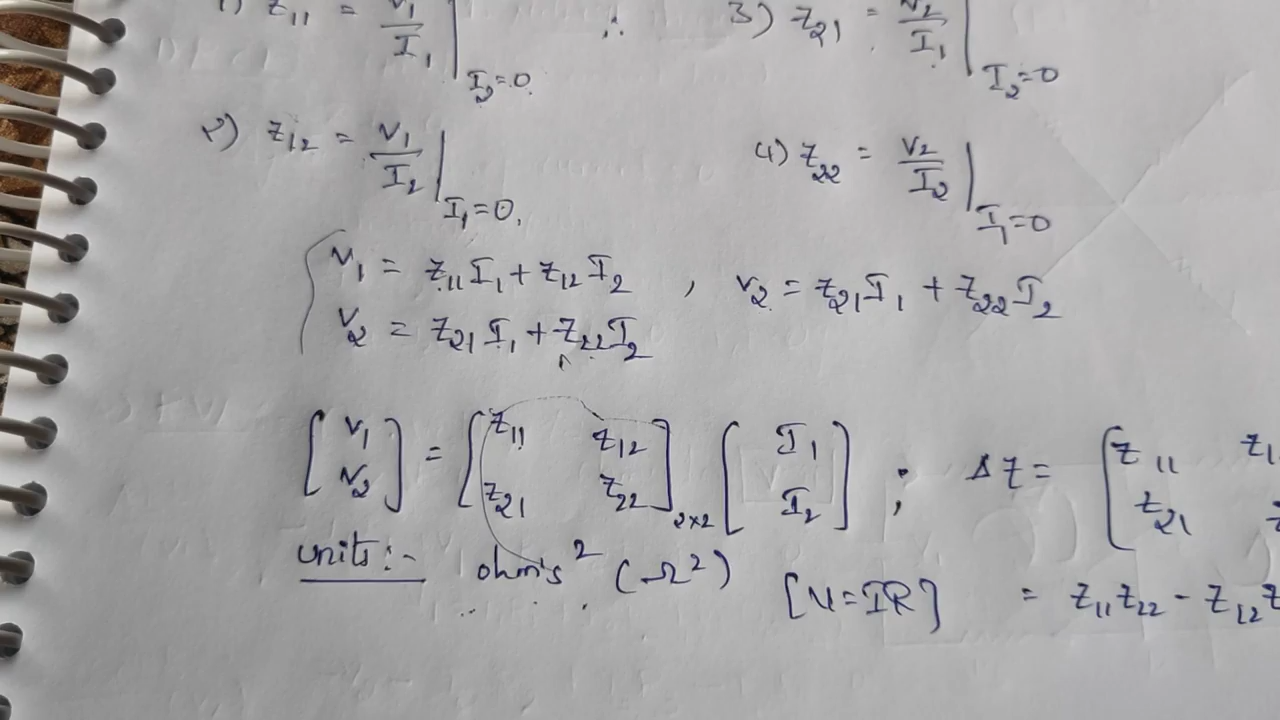 1) z11 = V1/I1 | I2=0. ∴ 3) z21 = V2/I1 | I2=0
2) z12 = V1/I2 | I1=0. 4) z22 = V2/I2 | I1=0
V1 = z11 I1 + z12 I2 , V2 = z21 I1 + z22 I2
V2 = z21 I1 + z22 I2
[V1 V2] = [z11 z12 z21 z22]2x2 [I1 I2] ; Δz = [z11 z1 z21
units :- ohm's² (Ω²) [V=IR] = z11 z22 - z12 z